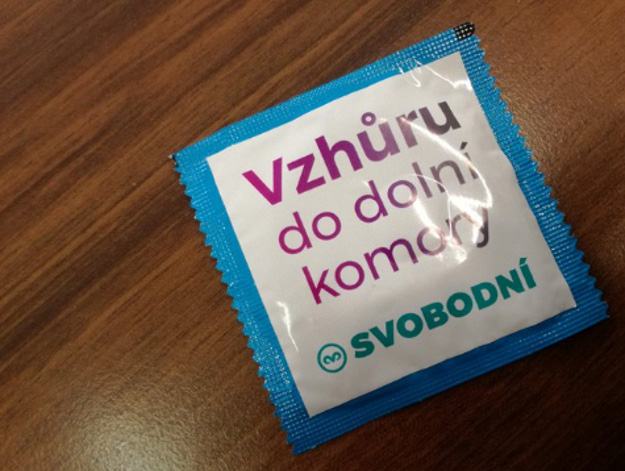 Vzhůru
do dolní
komory
SVOBODNÍ